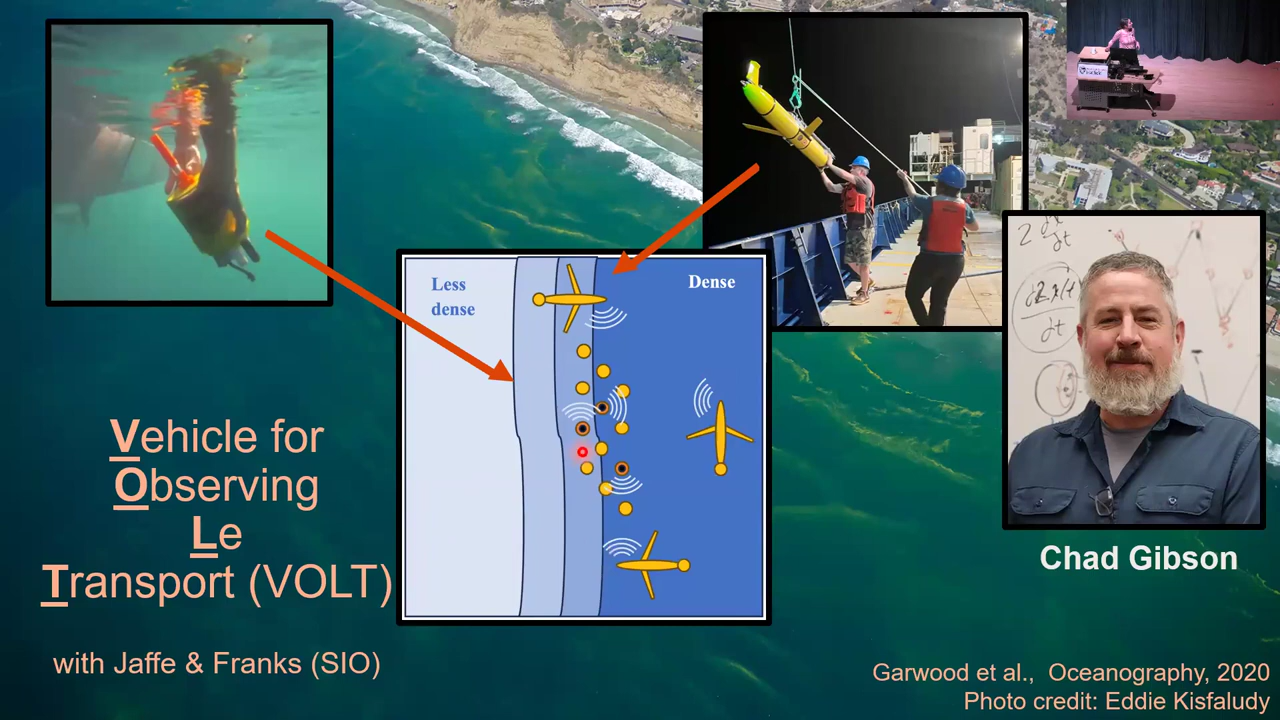 Less
dense
Dense
Vehicle for
Observing
Le
Transport (VOLT)
with Jaffe & Franks (SIO)
Chad Gibson
Garwood et al., Oceanography, 2020
Photo credit: Eddie Kisfaludy